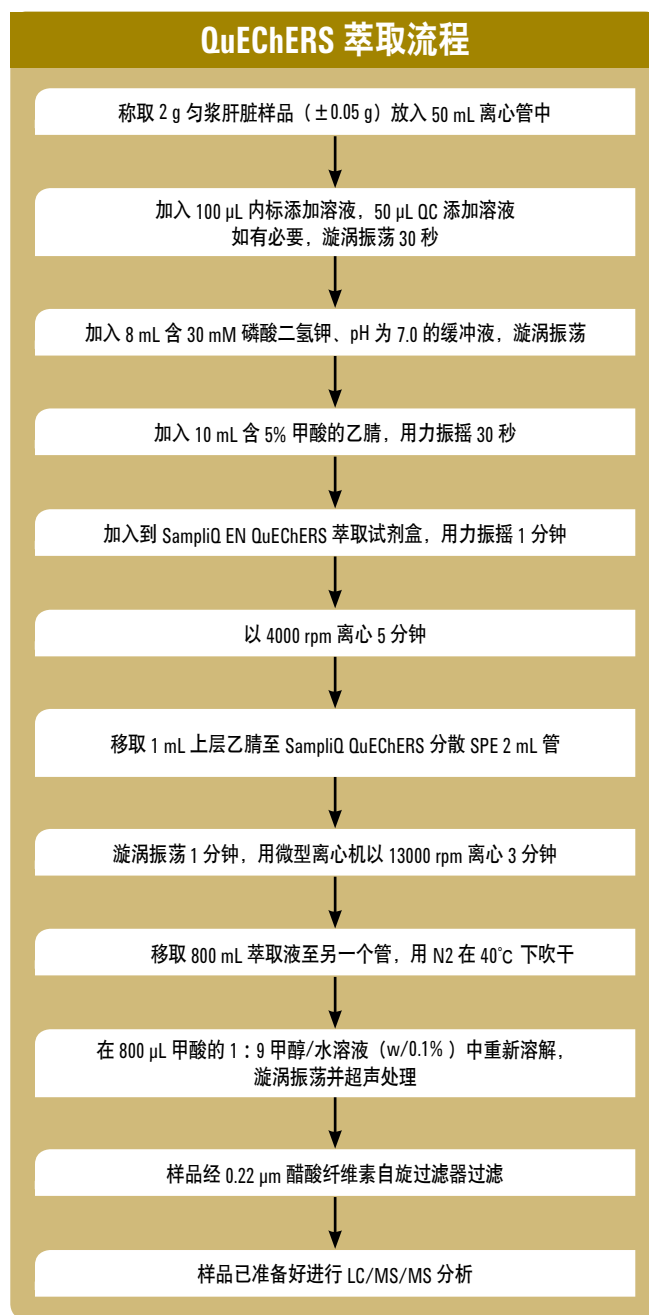 QuEChERS 萃取流程
称取 2 g 匀浆肝脏样品（±0.05 g）放入 50 mL 离心管中
加入 100 µL 内标添加溶液，50 µL QC 添加溶液
如有必要，漩涡振荡 30 秒
加入 8 mL 含 30 mM 磷酸二氢钾、pH 为 7.0 的缓冲液，漩涡振荡
加入 10 mL 含 5% 甲酸的乙腈，用力振摇 30 秒
加入到 SampliQ EN QuEChERS 萃取试剂盒，用力振摇 1 分钟
以 4000 rpm 离心 5 分钟
移取 1 mL 上层乙腈至 SampliQ QuEChERS 分散 SPE 2 mL 管
漩涡振荡 1 分钟，用微型离心机以 13000 rpm 离心 3 分钟
移取 800 mL 萃取液至另一个管，用 N2 在 40°C 下吹干
在 800 µL 甲酸的 1：9 甲醇/水溶液（w/0.1%）中重新溶解，
漩涡振荡并超声处理
样品经 0.22 µm 醋酸纤维素自旋过滤器过滤
样品已准备好进行 LC/MS/MS 分析